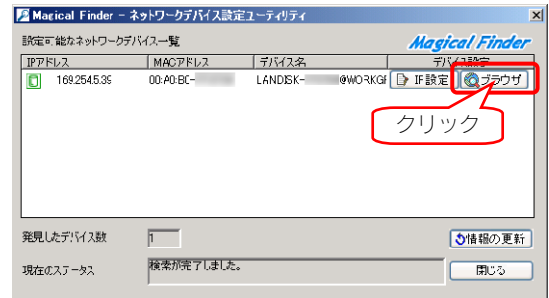 Magical Finder - ネットワークデバイス設定ユーティリティ
設定可能なネットワークデバイス一覧
Magical Finder
IPアドレス MACアドレス デバイス名 デバイス設定
169.254.5.39 00:A0:BC- LANDISK- @WORKGF IP設定 ブラウザ
クリック
発見したデバイス数 1 情報の更新
現在のステータス 検索が完了しました。 閉じる